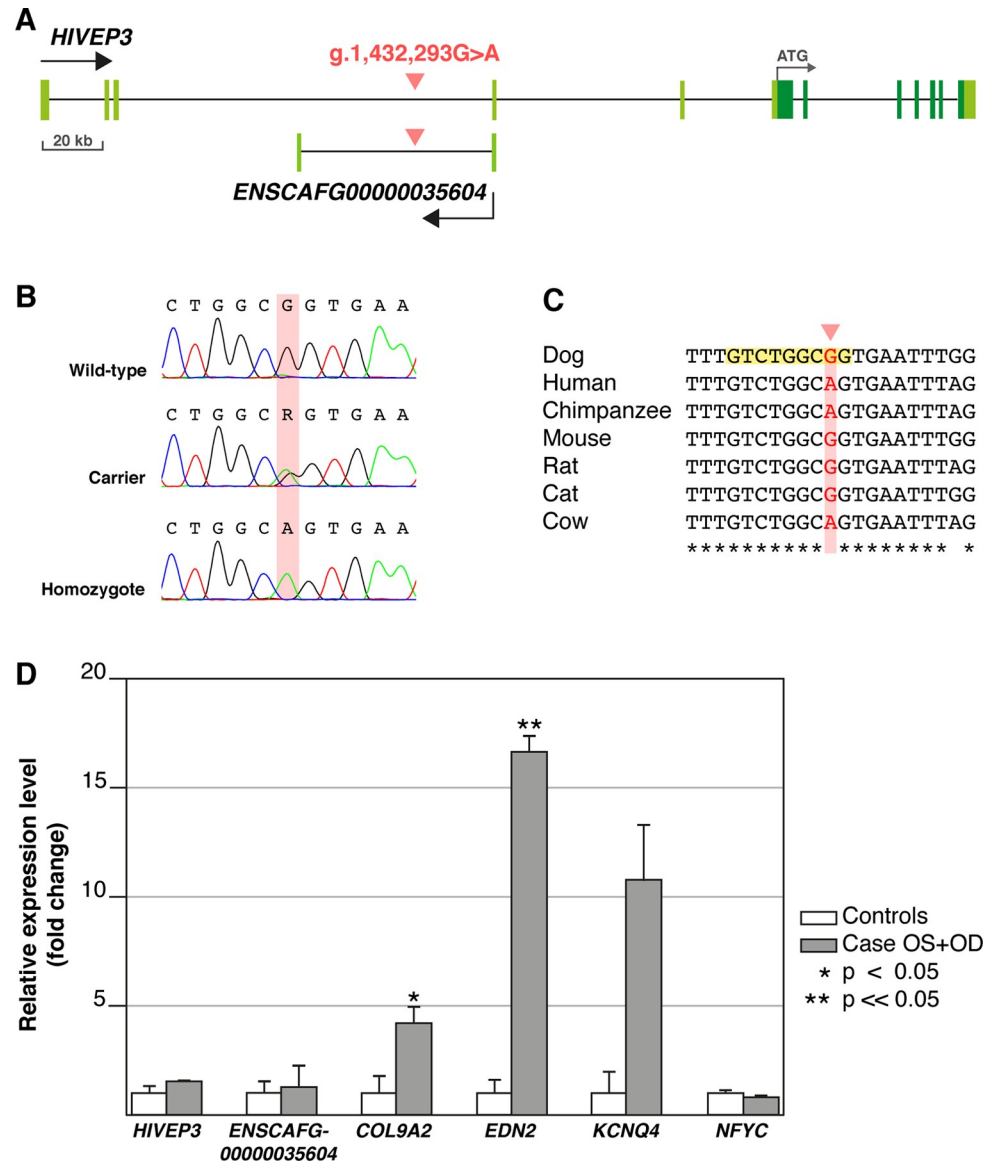 A
HIVEP3
g.1,432,293G>A
ATG
20 kb
ENSCAFG00000035604
B
C T G G C G G T G A A
Wild-type
C T G G C R G T G A A
Carrier
C T G G C A G T G A A
Homozygote
C
Dog TTTGTCTGGCGGTGAATTTGG
Human TTTGTCTGGCAGTGAATTTAG
Chimpanzee TTTGTCTGGCAGTGAATTTAG
Mouse TTTGTCTGGCGGTGAATTTGG
Rat TTTGTCTGGCGGTGAATTTAG
Cat TTTGTCTGGCGGTGAATTTGG
Cow TTTGTCTGGCAGTGAATTTAG
********** ******** *
D
Relative expression level
(fold change)
20
15
10
5
*
**
Controls
Case OS+OD
* p < 0.05
** p << 0.05
HIVEP3
ENSCAFG-
00000035604
COL9A2
EDN2
KCNQ4
NFYC